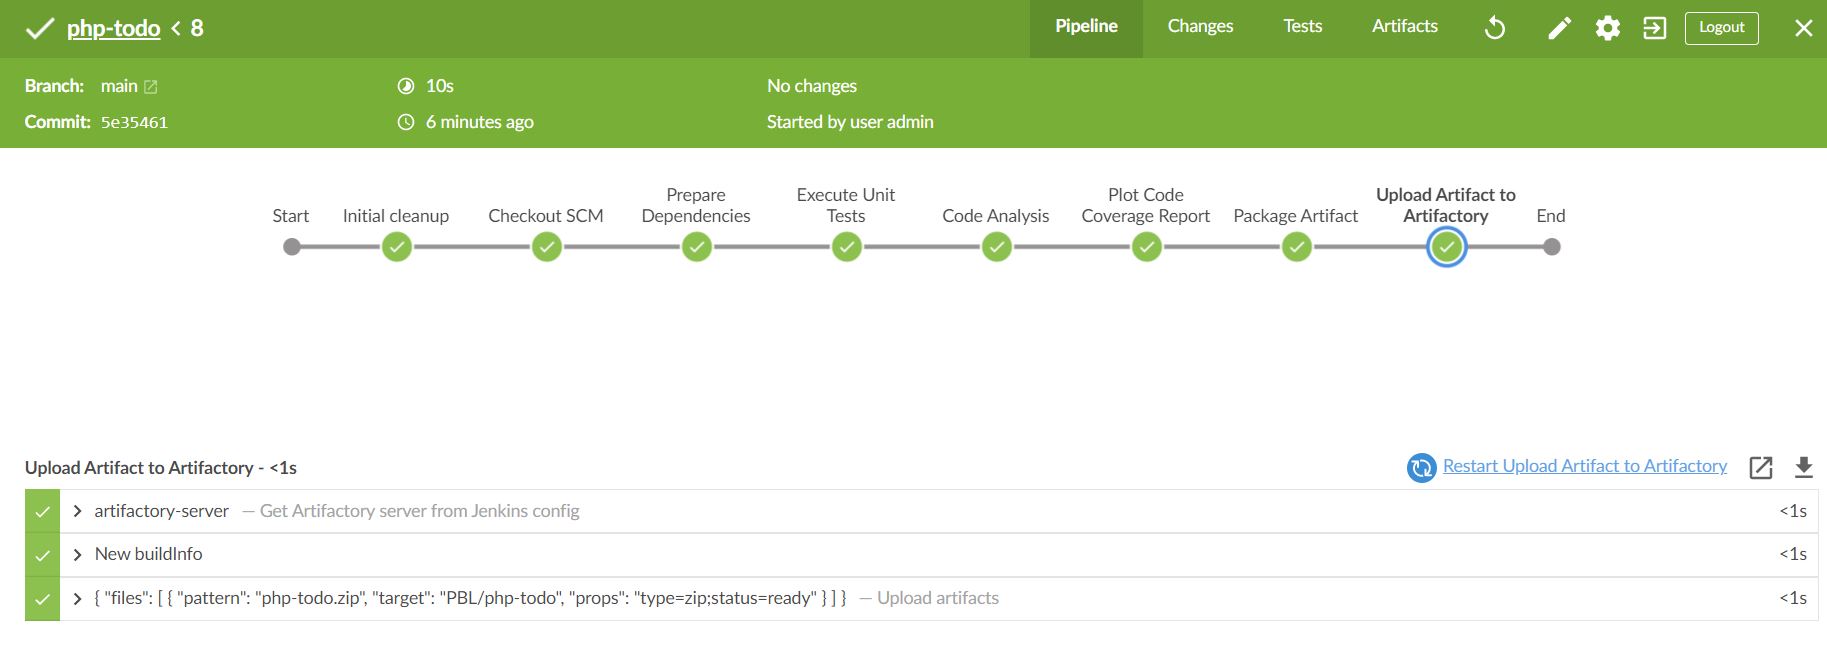 php-todo < 8
Pipeline Changes Tests Artifacts Logout
Branch: main 10s No changes
Commit: 5e35461 6 minutes ago Started by user admin
Start
Initial cleanup
Checkout SCM
Prepare
Dependencies
Execute Unit
Tests
Code Analysis
Plot Code
Coverage Report
Package Artifact
Upload Artifact to
Artifactory
End
Upload Artifact to Artifactory - <1s Restart Upload Artifact to Artifactory
artifactory-server — Get Artifactory server from Jenkins config <1s
New buildInfo <1s
{ "files": [ { "pattern": "php-todo.zip", "target": "PBL/php-todo", "props": "type=zip;status=ready" } ] } — Upload artifacts <1s